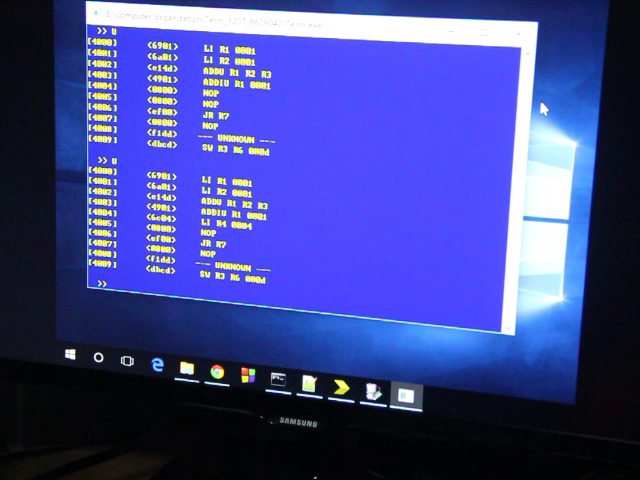 E:\computer organization
>> U
[4000] <6901> LI R1 0001
[4001] <6a01> LI R2 0001
[4002] <e14d> ADDU R1 R2 R3
[4003] <4901> ADDIU R1 0001
[4004] <0800> NOP
[4005] <0800> NOP
[4006] <ef00> JR R7
[4007] <0800> NOP
[4008] <f1dd> --- UNKNOWN ---
[4009] <dbcd> SW R3 R6 000d
>> U
[4000] <6901> LI R1 0001
[4001] <6a01> LI R2 0001
[4002] <e14d> ADDU R1 R2 R3
[4003] <4901> ADDIU R1 0001
[4004] <6c04> LI R4 0004
[4005] <0800> NOP
[4006] <ef00> JR R7
[4007] <0800> NOP
[4008] <f1dd> --- UNKNOWN ---
[4009] <dbcd> SW R3 R6 000d
>>
SAMSUNG